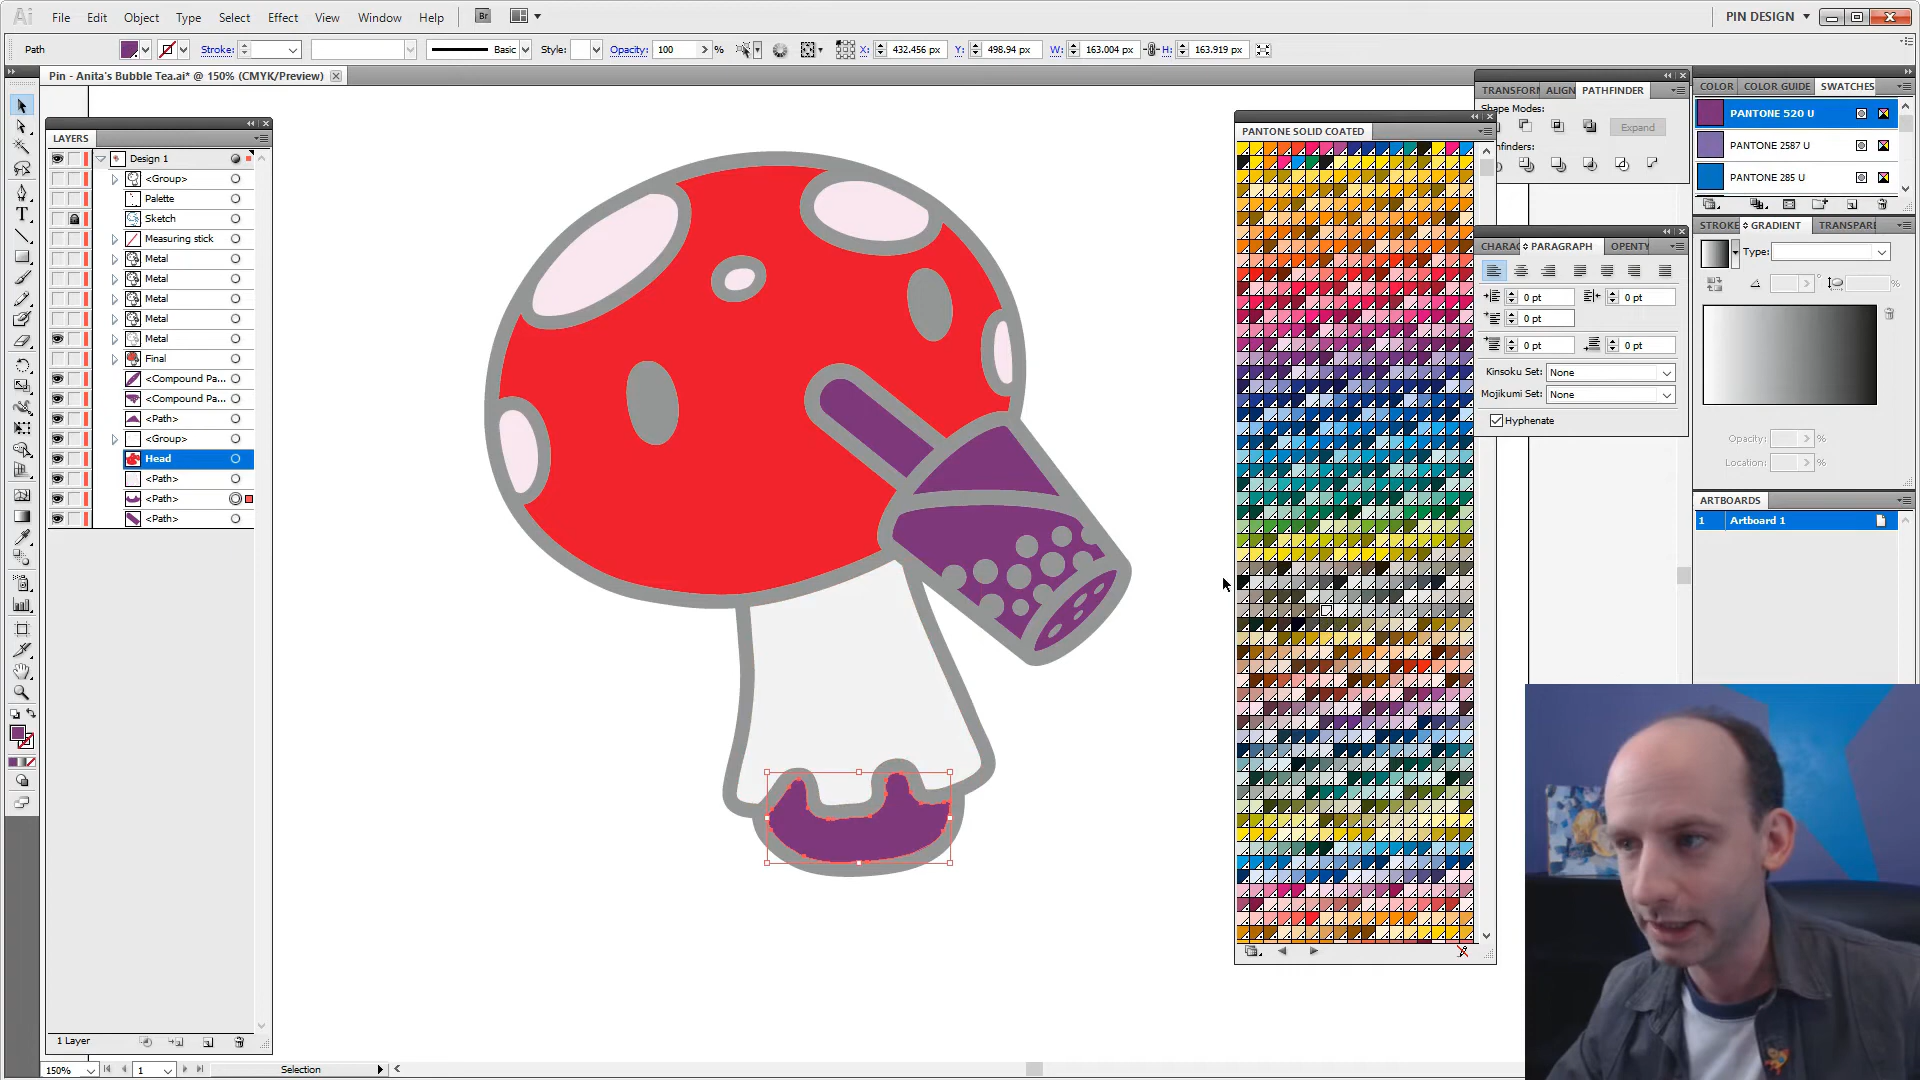 Ai File Edit Object Type Select Effect View Window Help Br PIN DESIGN
Path Stroke: Basic Style: Opacity: 100 % X: 432.456 px Y: 498.94 px W: 163.004 px H: 163.919 px
Pin - Anita's Bubble Tea.ai* @ 150% (CMYK/Preview)
LAYERS
Design 1
<Group>
Palette
Sketch
Measuring stick
Metal
Metal
Metal
Metal
Metal
Final
<Compound Pa...
<Compound Pa...
<Path>
<Group>
Head
<Path>
<Path>
<Path>
1 Layer
150% 1 Selection
PANTONE SOLID COATED
TRANSFORM ALIGN PATHFINDER
Shape Modes:
Expand
hfinders:
CHARAC PARAGRAPH OPENTY
0 pt 0 pt
0 pt
0 pt 0 pt
Kinsoku Set: None
Mojikumi Set: None
Hyphenate
COLOR COLOR GUIDE SWATCHES
PANTONE 520 U
PANTONE 2587 U
PANTONE 285 U
STROKE GRADIENT TRANSPARI
Type:
°
%
Opacity: %
Location: %
ARTBOARDS
1 Artboard 1